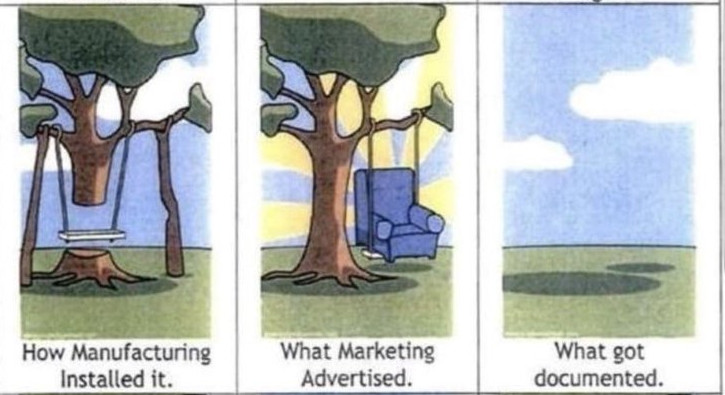 How Manufacturing
Installed it.
What Marketing
Advertised.
What got
documented.